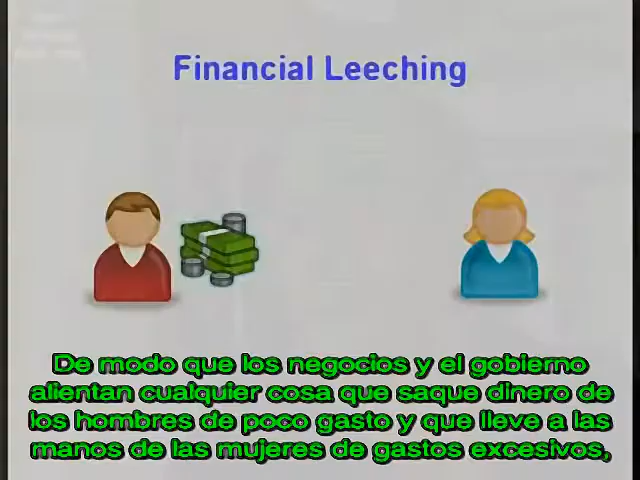 Financial Leeching
De modo que los negocios y el gobierno
alientan cualquier cosa que saque dinero de
los hombres de poco gasto y que lleve a las
manos de las mujeres de gastos excesivos,